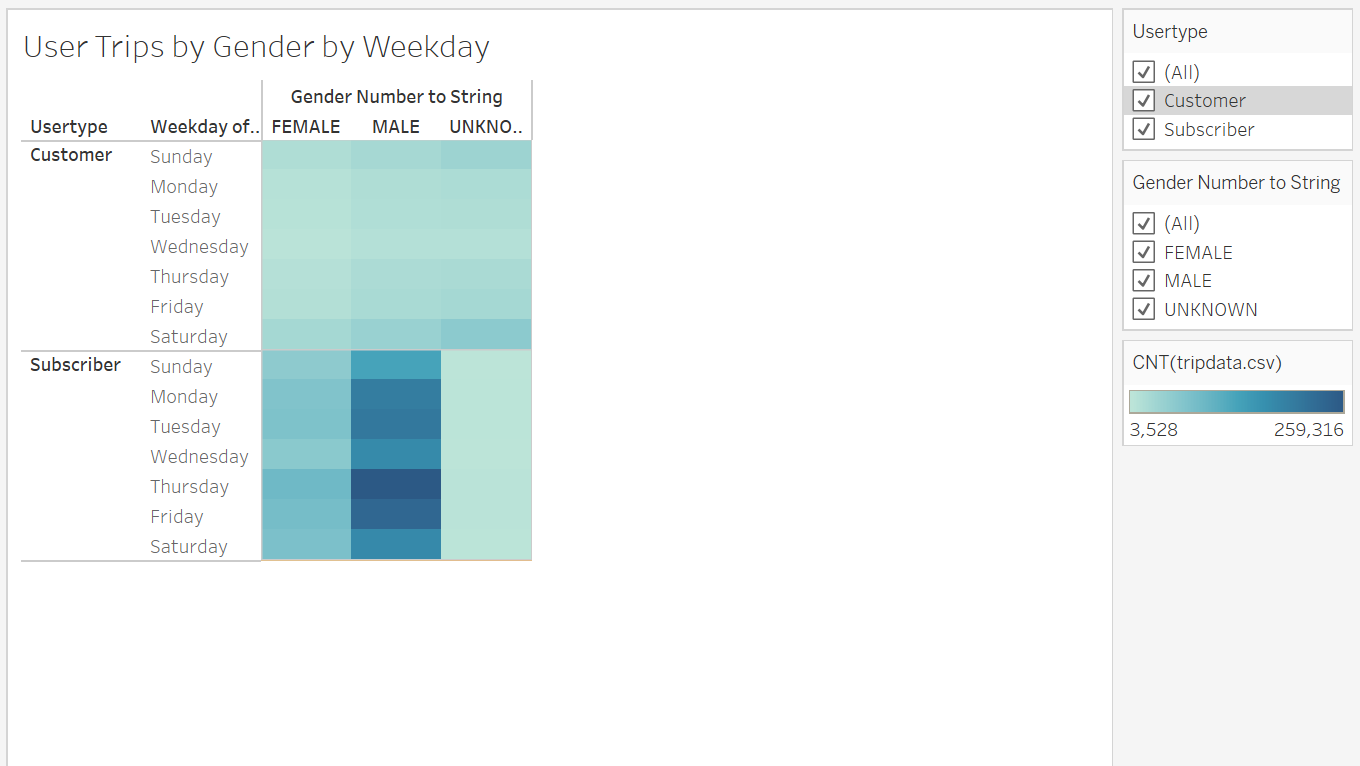 User Trips by Gender by Weekday
Gender Number to String
Usertype Weekday of.. FEMALE MALE UNKNO..
Customer Sunday
Monday
Tuesday
Wednesday
Thursday
Friday
Saturday
Subscriber Sunday
Monday
Tuesday
Wednesday
Thursday
Friday
Saturday
Usertype
(All)
Customer
Subscriber
Gender Number to String
(All)
FEMALE
MALE
UNKNOWN
CNT(tripdata.csv)
3,528 259,316